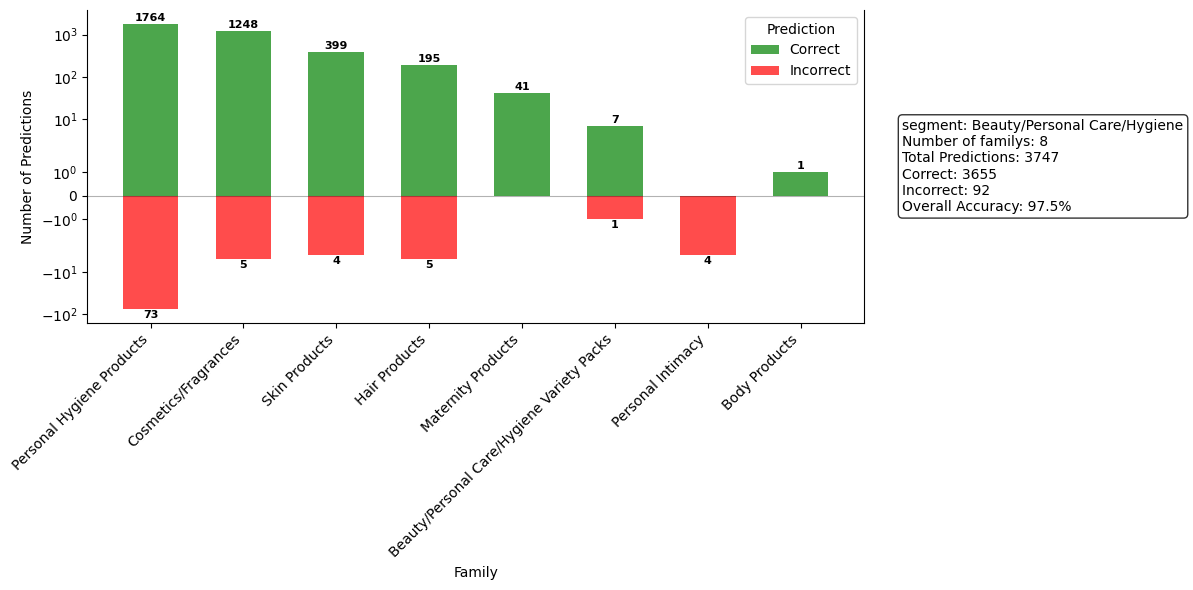 1764
1248
399
195
41
7
1
73
5
4
5
1
4
Number of Predictions
10³
10²
10¹
10⁰
0
−10⁰
−10¹
−10²
Prediction
Correct
Incorrect
segment: Beauty/Personal Care/Hygiene
Number of familys: 8
Total Predictions: 3747
Correct: 3655
Incorrect: 92
Overall Accuracy: 97.5%
Personal Hygiene Products
Cosmetics/Fragrances
Skin Products
Hair Products
Maternity Products
Beauty/Personal Care/Hygiene Variety Packs
Personal Intimacy
Body Products
Family